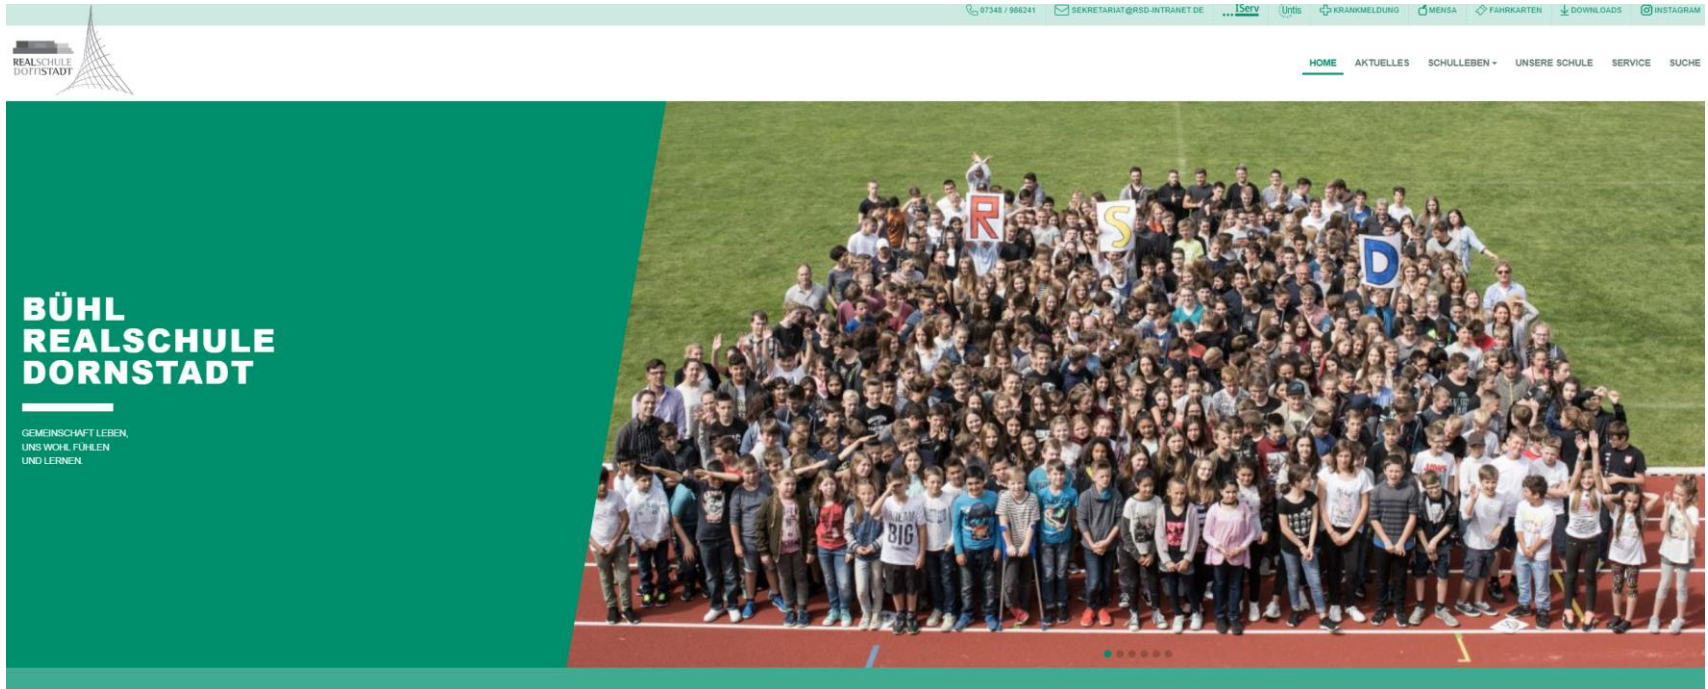 07348 / 986241 SEKRETARIAT@RSD-INTRANET.DE IServ Untis KRANKMELDUNG MENSA FAHRKARTEN DOWNLOADS INSTAGRAM
REALSCHULE
DORNSTADT
HOME AKTUELLES SCHULLEBEN UNSERE SCHULE SERVICE SUCHE
R S D
BÜHL
REALSCHULE
DORNSTADT
GEMEINSCHAFT LEBEN,
UNS WOHL FÜHLEN
UND LERNEN.
BIG